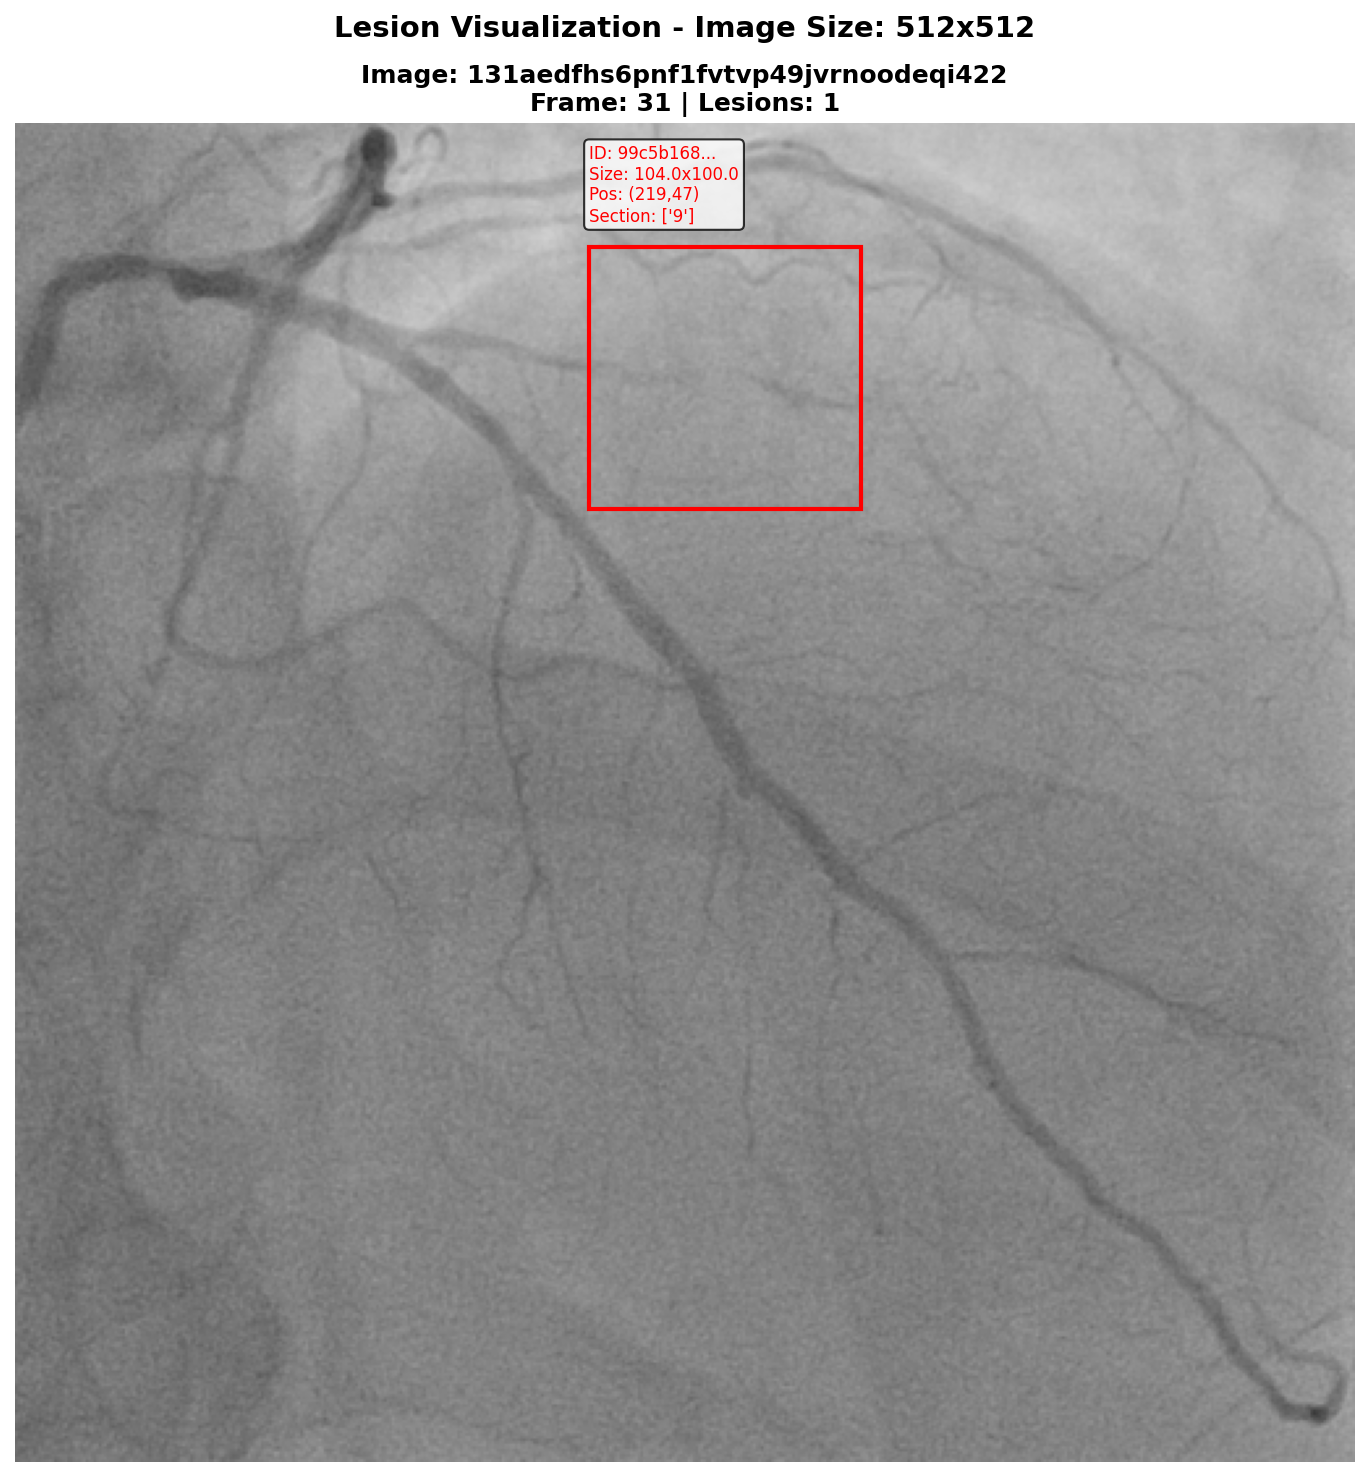 Lesion Visualization - Image Size: 512x512
Image: 131aedfhs6pnf1fvtvp49jvrnoodeqi422
Frame: 31 | Lesions: 1
ID: 99c5b168...
Size: 104.0x100.0
Pos: (219,47)
Section: ['9']